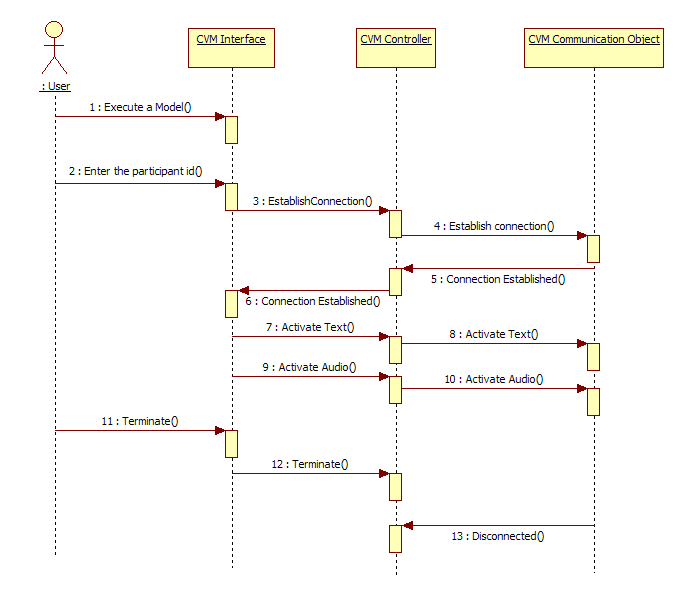 CVM Interface
CVM Controller
CVM Communication Object
: User
1 : Execute a Model()
2 : Enter the participant id()
3 : EstablishConnection()
4 : Establish connection()
5 : Connection Established()
6 : Connection Established()
7 : Activate Text()
8 : Activate Text()
9 : Activate Audio()
10 : Activate Audio()
11 : Terminate()
12 : Terminate()
13 : Disconnected()